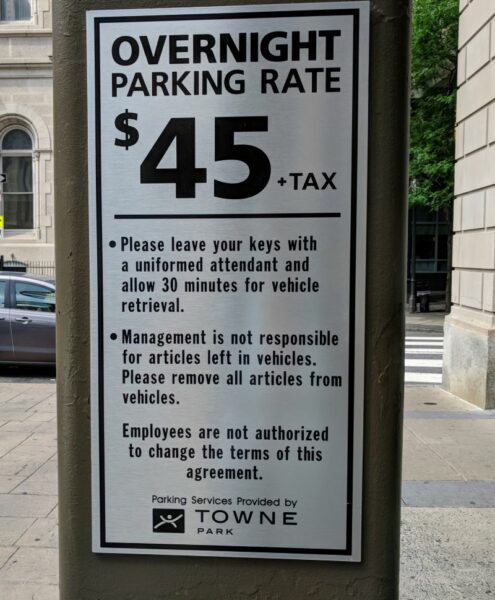 OVERNIGHT
PARKING RATE
$45 +TAX
• Please leave your keys with
a uniformed attendant and
allow 30 minutes for vehicle
retrieval.
• Management is not responsible
for articles left in vehicles.
Please remove all articles from
vehicles.
Employees are not authorized
to change the terms of this
agreement.
Parking Services Provided by
TOWNE
PARK